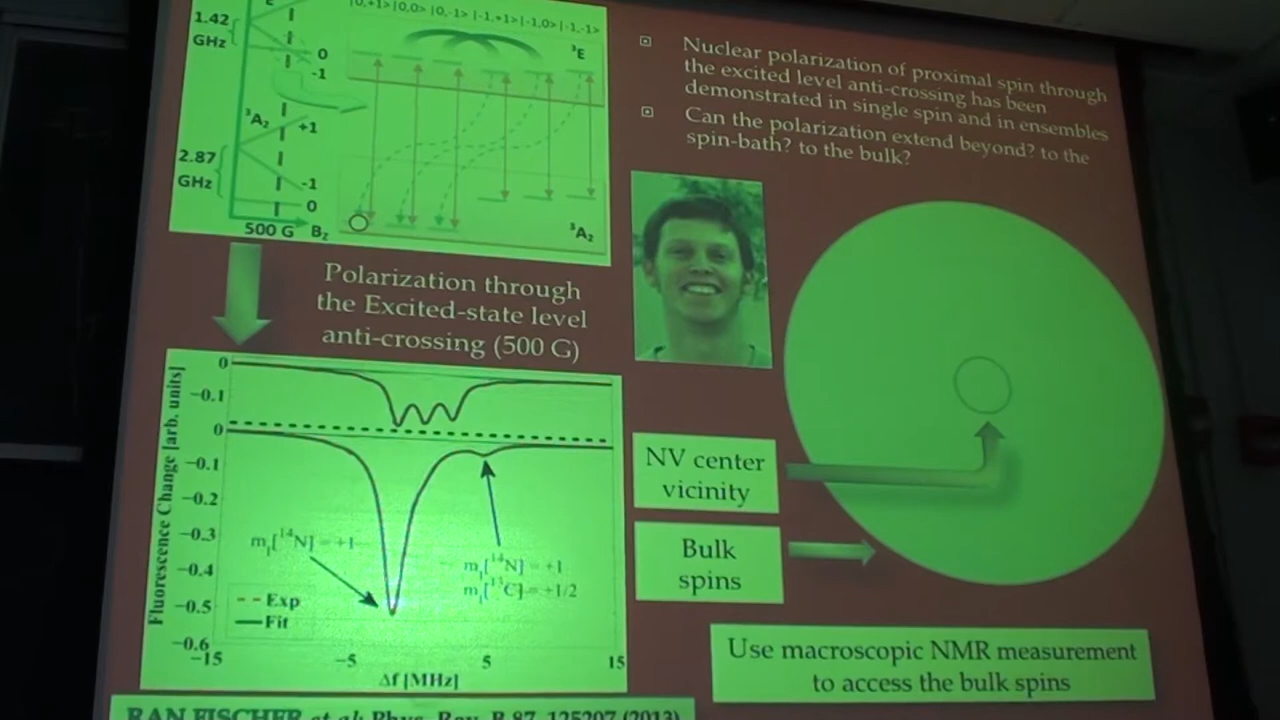 1.42
GHz
0
-1
³A₂
+1
2.87
GHz
-1
0
500 G
B_z
|0,+1>|0,0>|0,-1>|-1,+1>|-1,0>|-1,-1>
³E
³A₂
Nuclear polarization of proximal spin through
the excited level anti-crossing has been
demonstrated in single spin and in ensembles
Can the polarization extend beyond? to the
spin-bath? to the bulk?
Polarization through
the Excited-state level
anti-crossing (500 G)
Fluorescence Change [arb. units]
0
-0.1
0
-0.1
-0.2
-0.3
-0.4
-0.5
-0.6
m_I[¹⁴N] = +1
m_I[¹⁴N] = +1
m_I[¹³C] = +1/2
Exp
Fit
-15
-5
5
15
Δf [MHz]
NV center
vicinity
Bulk
spins
Use macroscopic NMR measurement
to access the bulk spins
RAN FISCHER et al. Phys. Rev. B 87, 125207 (2013)